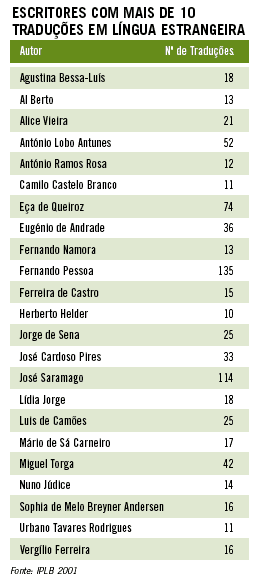 ESCRITORES COM MAIS DE 10
TRADUÇÕES EM LÍNGUA ESTRANGEIRA
Autor Nº de Traduções
Agustina Bessa-Luís 18
Al Berto 13
Alice Vieira 21
António Lobo Antunes 52
António Ramos Rosa 12
Camilo Castelo Branco 11
Eça de Queiroz 74
Eugénio de Andrade 36
Fernando Namora 13
Fernando Pessoa 135
Ferreira de Castro 15
Herberto Helder 10
Jorge de Sena 25
José Cardoso Pires 33
José Saramago 114
Lídia Jorge 18
Luis de Camões 25
Mário de Sá Carneiro 17
Miguel Torga 42
Nuno Júdice 14
Sophia de Melo Breyner Andersen 16
Urbano Tavares Rodrigues 11
Vergílio Ferreira 16
Fonte: IPLB 2001